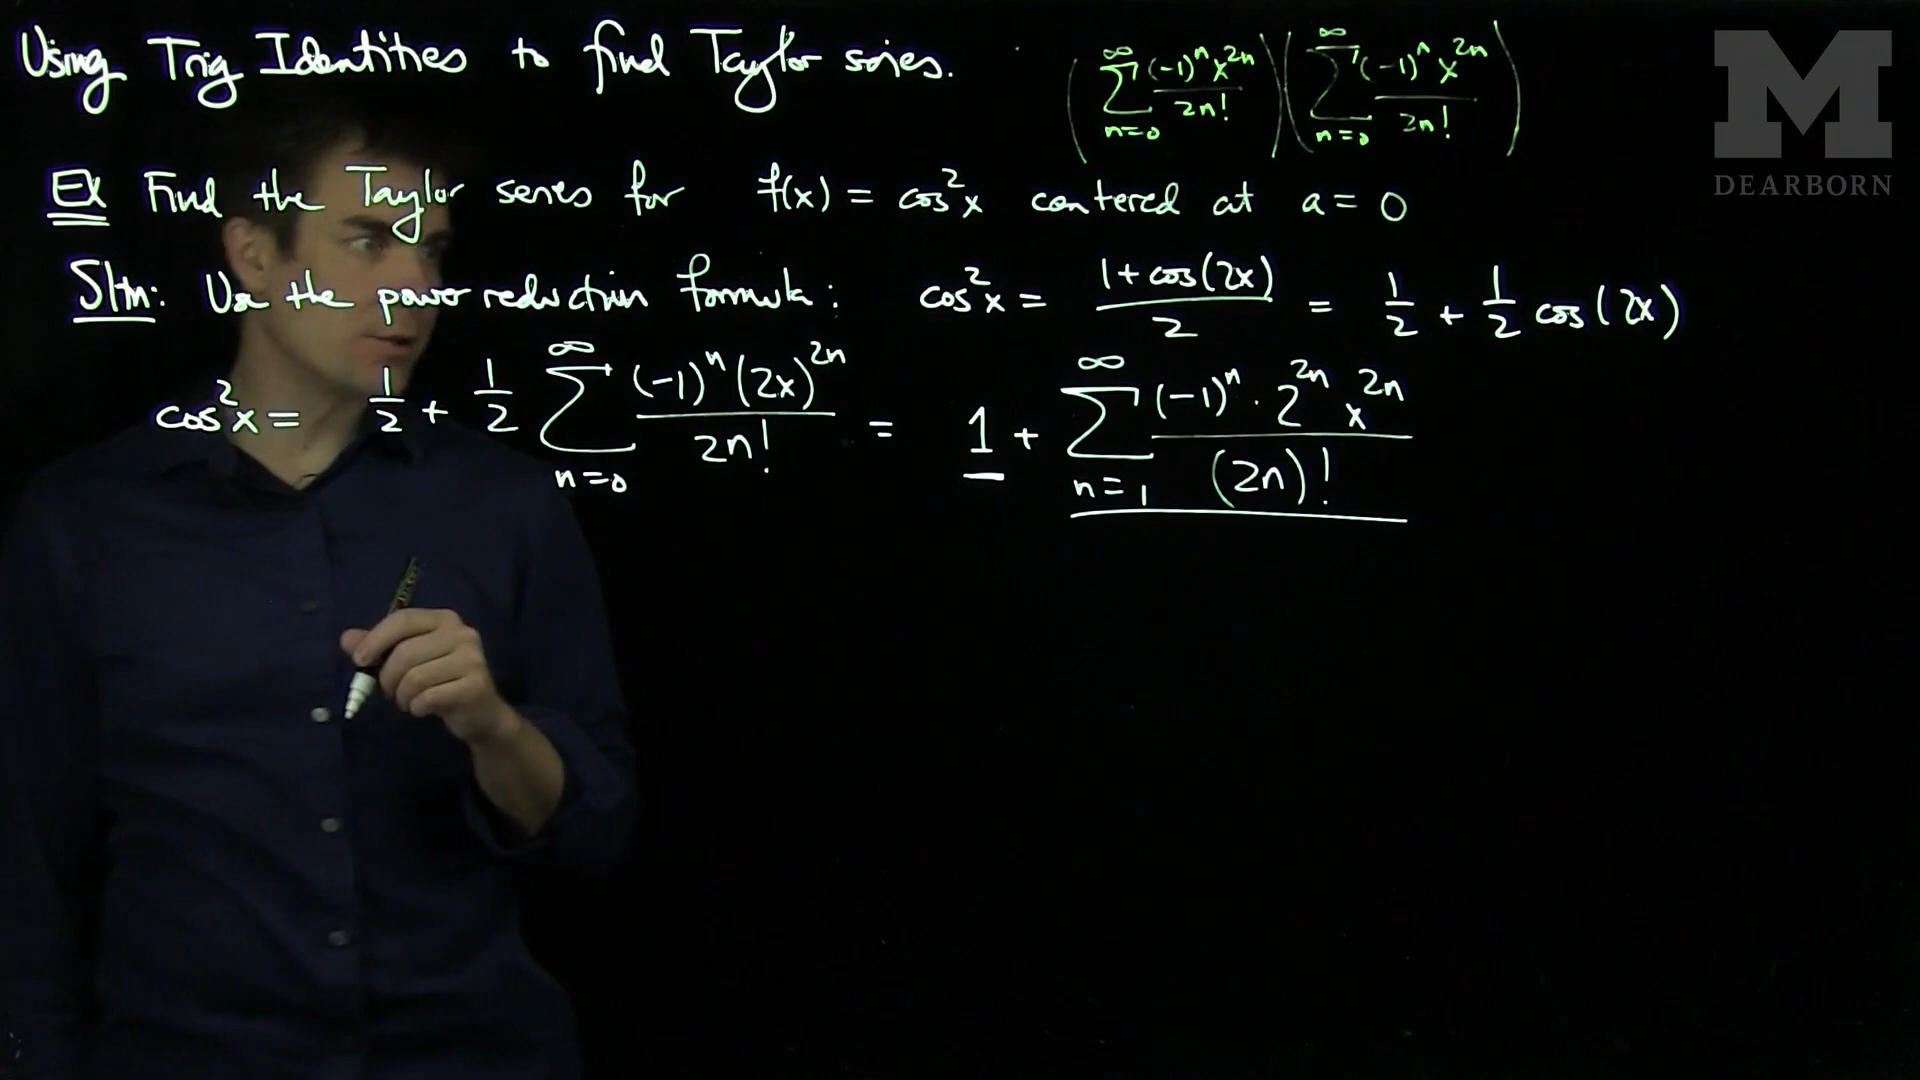 Using Trig Identities to find Taylor series.
(∑_{n=0}^{∞} (-1)^n x^{2n} / 2n!)(∑_{n=0}^{∞} (-1)^n x^{2n} / 2n!)
M
DEARBORN
Ex Find the Taylor series for f(x) = cos²x centered at a = 0
Sltn: Use the power reduction formula: cos²x = (1+cos(2x))/2 = 1/2 + 1/2 cos(2x)
cos²x = 1/2 + 1/2 ∑_{n=0}^{∞} (-1)^n (2x)^{2n} / 2n! = 1 + ∑_{n=1}^{∞} (-1)^n · 2^{2n} x^{2n} / (2n)!